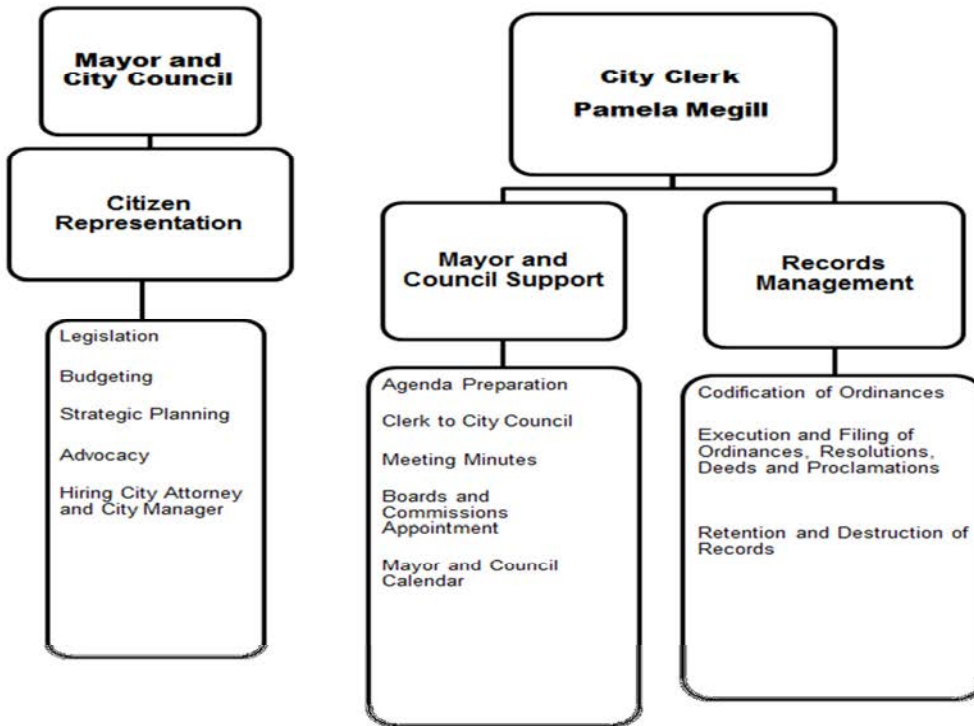 Mayor and
City Council
Citizen
Representation
Legislation
Budgeting
Strategic Planning
Advocacy
Hiring City Attorney
and City Manager
City Clerk
Pamela Megill
Mayor and
Council Support
Agenda Preparation
Clerk to City Council
Meeting Minutes
Boards and
Commissions
Appointment
Mayor and Council
Calendar
Records
Management
Codification of Ordinances
Execution and Filing of
Ordinances, Resolutions,
Deeds and Proclamations
Retention and Destruction of
Records